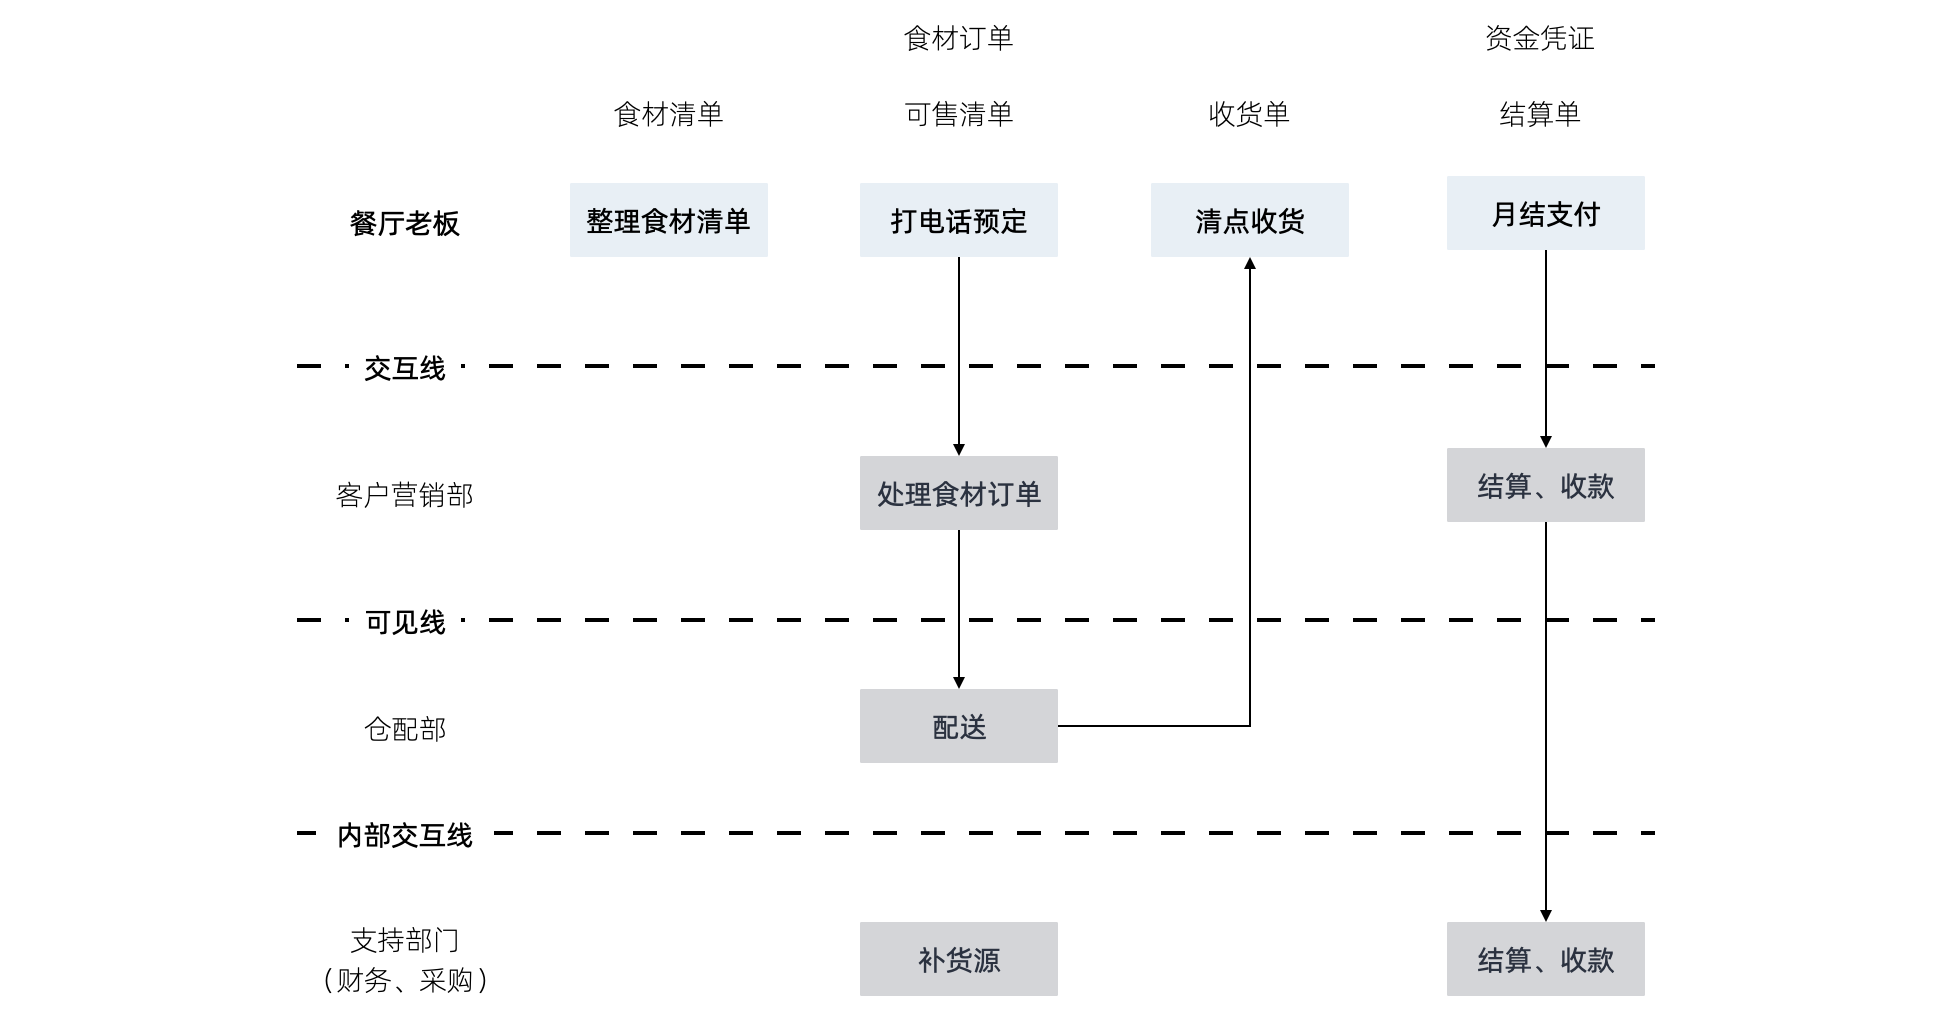 食材订单
资金凭证
食材清单
可售清单
收货单
结算单
餐厅老板
整理食材清单
打电话预定
清点收货
月结支付
交互线
客户营销部
处理食材订单
结算、收款
可见线
仓配部
配送
内部交互线
支持部门
（财务、采购）
补货源
结算、收款